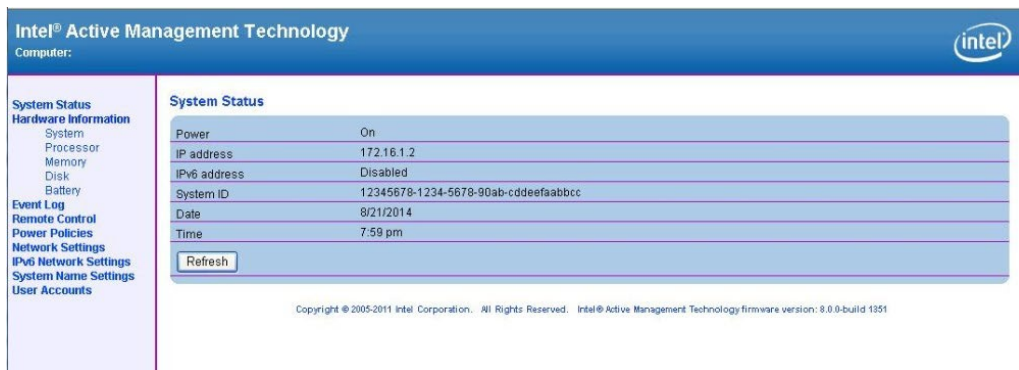 Intel® Active Management Technology
Computer:
intel
System Status
Hardware Information
System
Processor
Memory
Disk
Battery
Event Log
Remote Control
Power Policies
Network Settings
IPv6 Network Settings
System Name Settings
User Accounts
System Status
Power On
IP address 172.16.1.2
IPv6 address Disabled
System ID 12345678-1234-5678-90ab-cddeefaabbcc
Date 8/21/2014
Time 7:59 pm
Refresh
Copyright © 2005-2011 Intel Corporation. All Rights Reserved. Intel® Active Management Technology firmware version: 8.0.0-build 1351